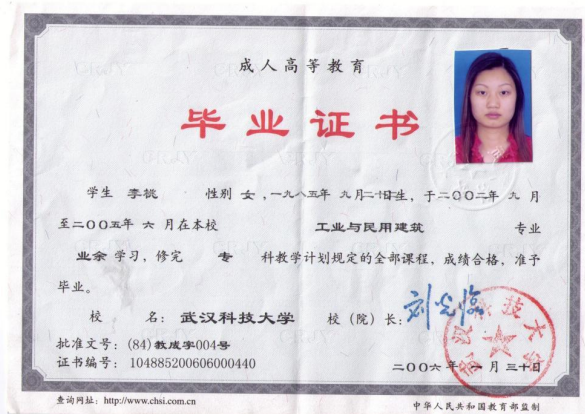 成人高等教育
毕业证书
学生 李桃 性别 女，一九八五年 九月二十日生，于二〇〇二年 九 月
至二〇〇五年 六 月在本校 工业与民用建筑 专业
业余 学习，修完 专 科教学计划规定的全部课程，成绩合格，准予
毕业。
校 名：武汉科技大学 校（院）长：刘光临
批准文号：(84)教成字004号
证书编号：104885200606000440
二〇〇六年 一 月 三十日
查询网址：http://www.chsi.com.cn 中华人民共和国教育部监制